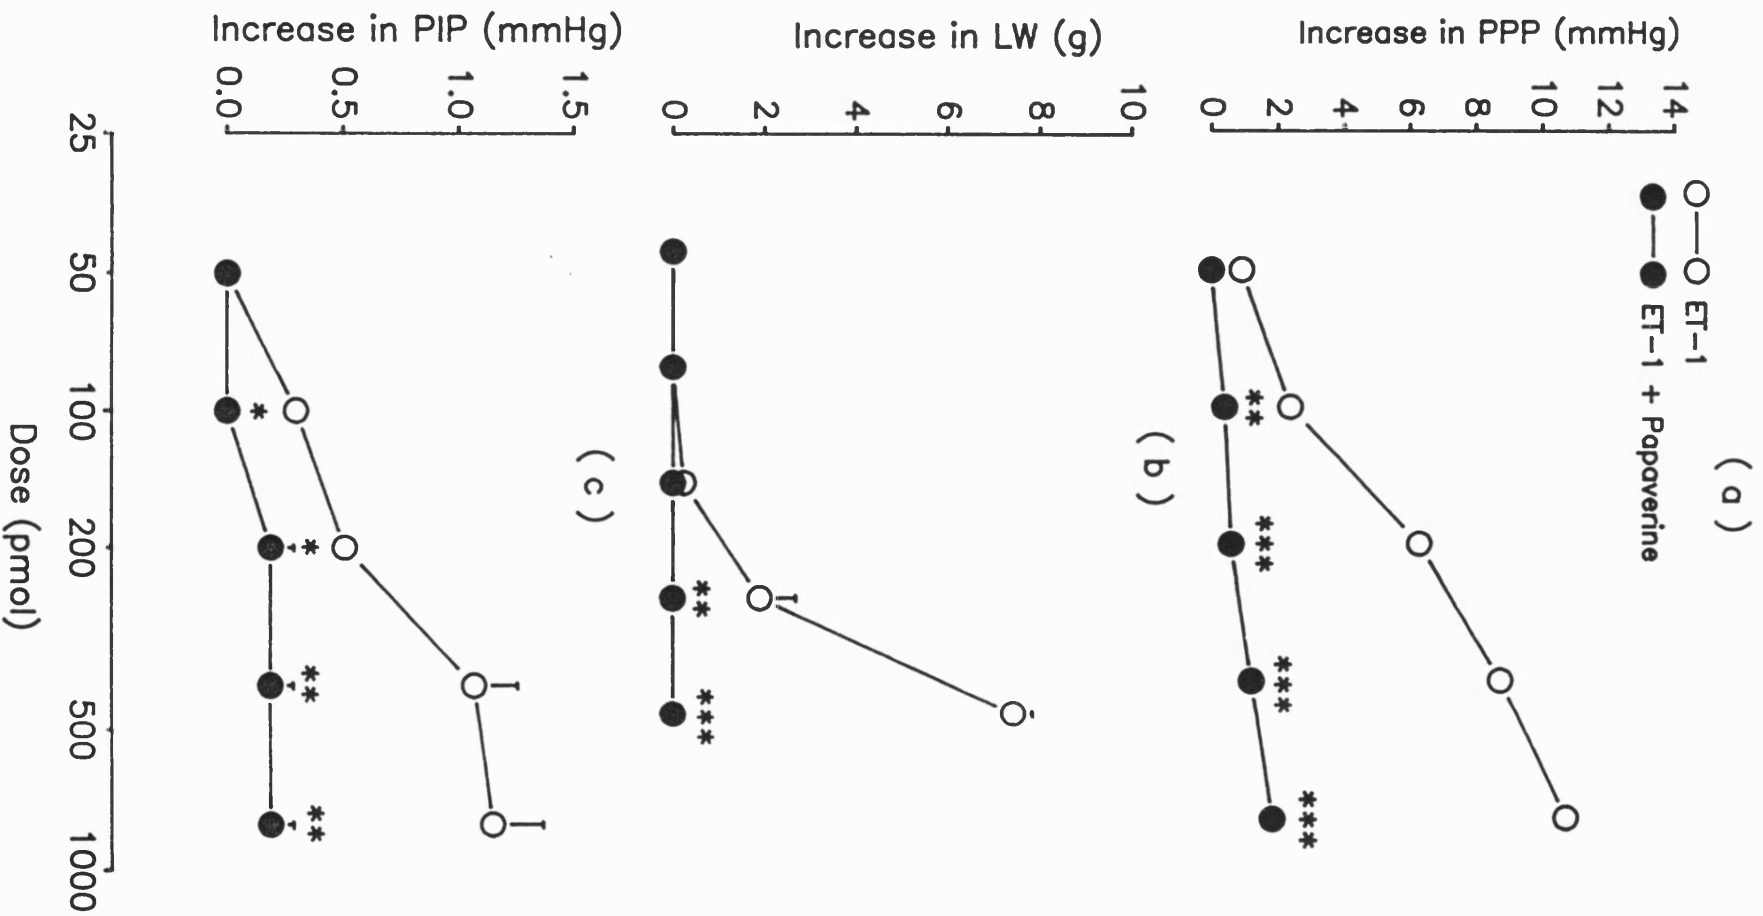 (a)
ET-1
ET-1 + Papaverine
Increase in PPP (mmHg)
14
12
10
8
6
4
2
0
**
***
***
***
(b)
Increase in LW (g)
10
8
6
4
2
0
**
***
(c)
Increase in PIP (mmHg)
1.5
1.0
0.5
0.0
*
*
**
**
25 50 100 200 500 1000
Dose (pmol)